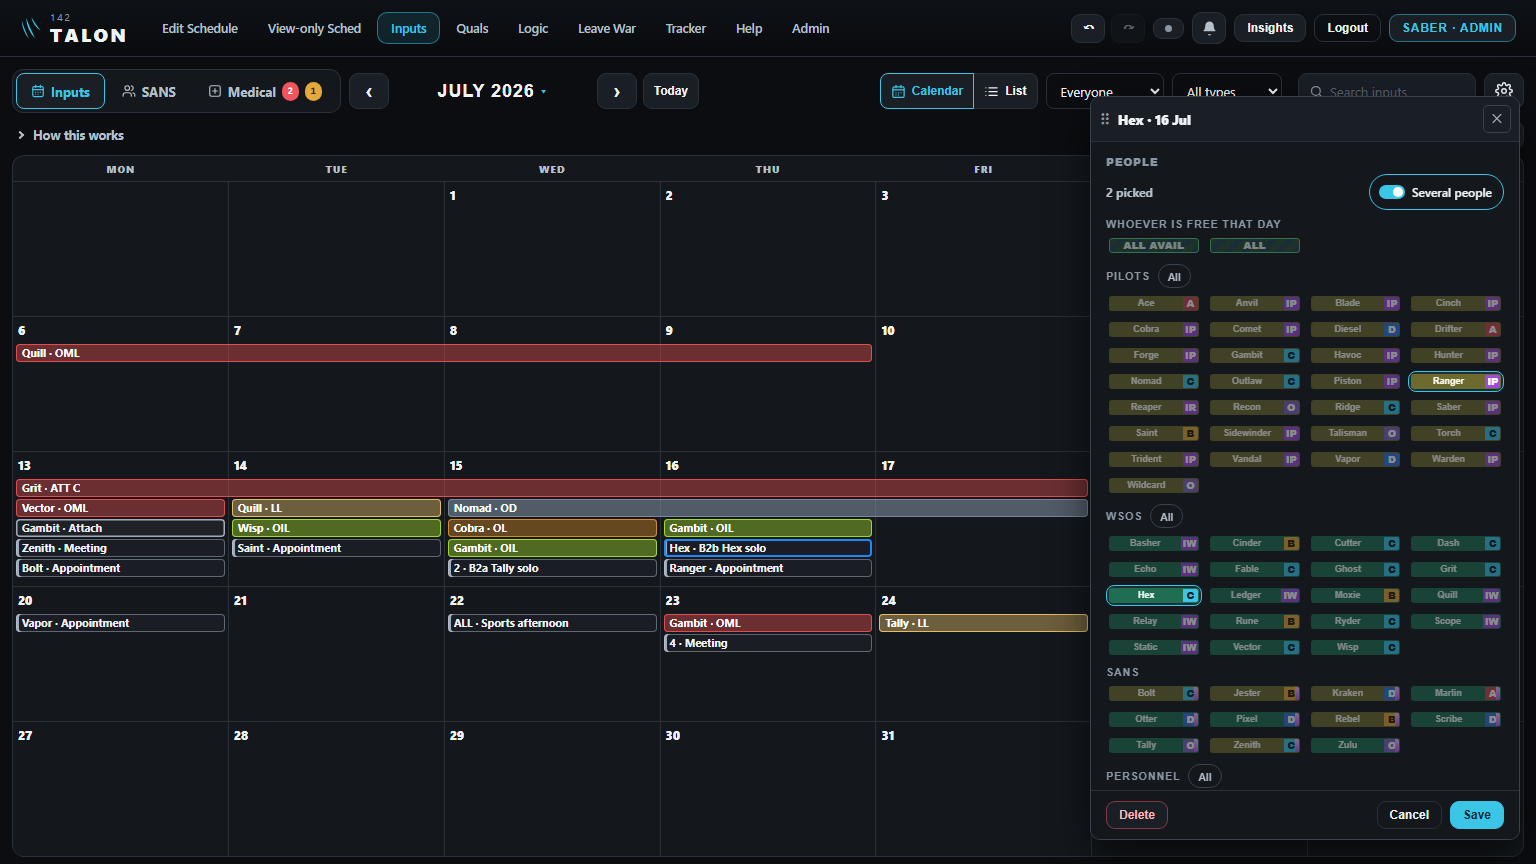 142
TALON
Edit Schedule
View-only Sched
Inputs
Quals
Logic
Leave War
Tracker
Help
Admin
Insights
Logout
SABER · ADMIN
Inputs
SANS
Medical 2 1
JULY 2026
Today
Calendar
List
Everyone
All types
Search inputs
How this works
MON TUE WED THU FRI
1 2 3
6 7 8 9 10
Quill · OML
13 14 15 16 17
Grit · ATT C
Vector · OML
Quill · LL
Nomad · OD
Gambit · Attach
Wisp · OIL
Cobra · OL
Gambit · OIL
Zenith · Meeting
Saint · Appointment
Gambit · OIL
Hex · B2b Hex solo
Bolt · Appointment
2 · B2a Tally solo
Ranger · Appointment
20 21 22 23 24
Vapor · Appointment
ALL · Sports afternoon
Gambit · OML
Tally · LL
4 · Meeting
27 28 29 30 31
Hex · 16 Jul
PEOPLE
2 picked
Several people
WHOEVER IS FREE THAT DAY
ALL AVAIL
ALL
PILOTS All
Ace A Anvil IP Blade IP Cinch IP
Cobra IP Comet IP Diesel D Drifter A
Forge IP Gambit C Havoc IP Hunter IP
Nomad C Outlaw C Piston IP Ranger IP
Reaper IR Recon O Ridge C Saber IP
Saint B Sidewinder IP Talisman O Torch C
Trident IP Vandal IP Vapor D Warden IP
Wildcard O
WSOS All
Basher IW Cinder B Cutter C Dash C
Echo IW Fable C Ghost C Grit C
Hex C Ledger IW Moxie B Quill IW
Relay IW Rune B Ryder C Scope IW
Static IW Vector C Wisp C
SANS
Bolt C Jester B Kraken D Marlin A
Otter D Pixel D Rebel B Scribe D
Tally O Zenith C Zulu O
PERSONNEL All
Delete
Cancel
Save